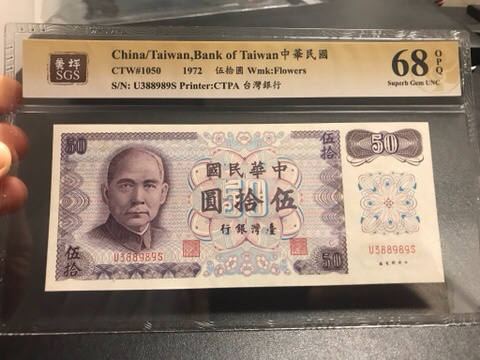 China/Taiwan,Bank of Taiwan中華民國
CTW#1050 1972 伍拾圓 Wmk:Flowers
S/N: U388989S Printer:CTPA 台灣銀行
SGS
68 OPQ
Superb Gem UNC
50
伍拾
50
國民華中
圓拾伍
行銀灣臺
U388989S
U388989S
伍拾
50